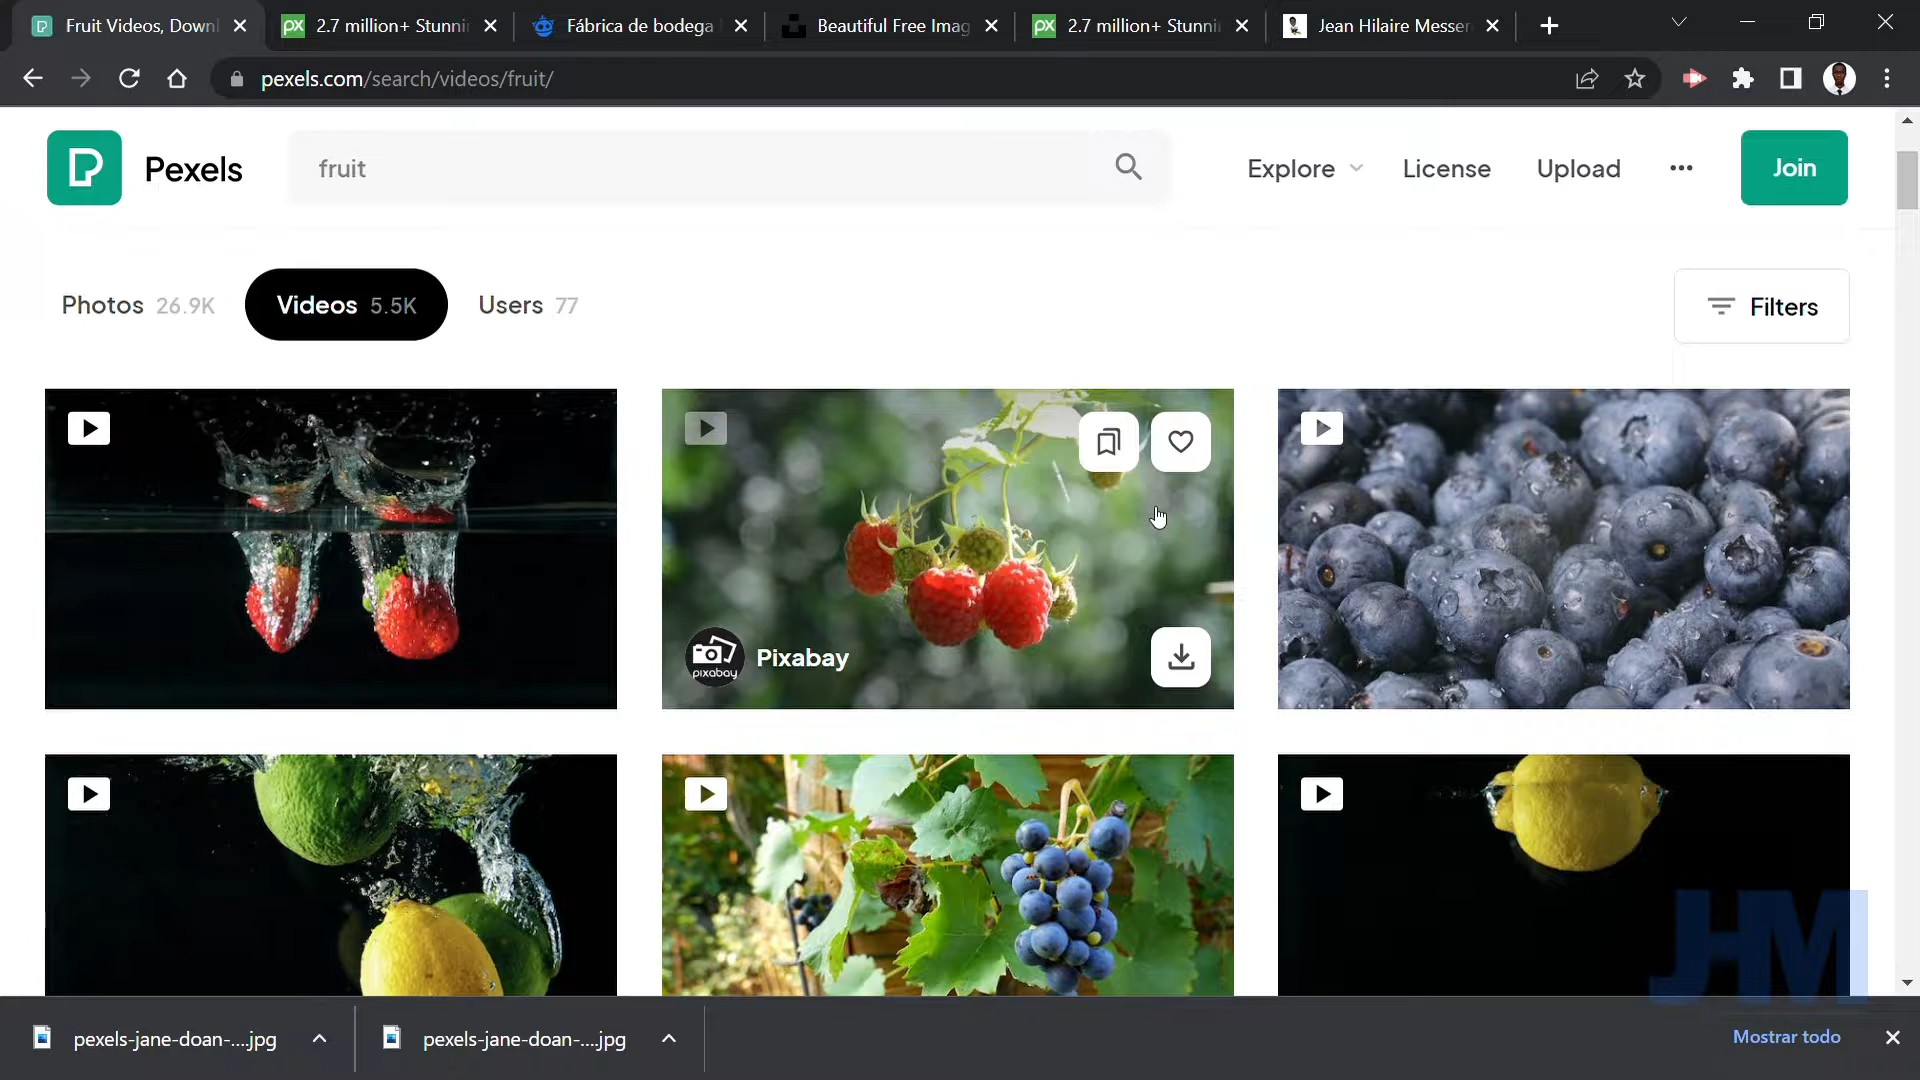 Fruit Videos, Downl
2.7 million+ Stunni
Fábrica de bodega
Beautiful Free Imag
2.7 million+ Stunni
Jean Hilaire Messer
pexels.com/search/videos/fruit/
Pexels
fruit
Explore
License
Upload
Join
Photos 26.9K
Videos 5.5K
Users 77
Filters
pixabay
Pixabay
JHM
pexels-jane-doan-....jpg
pexels-jane-doan-....jpg
Mostrar todo